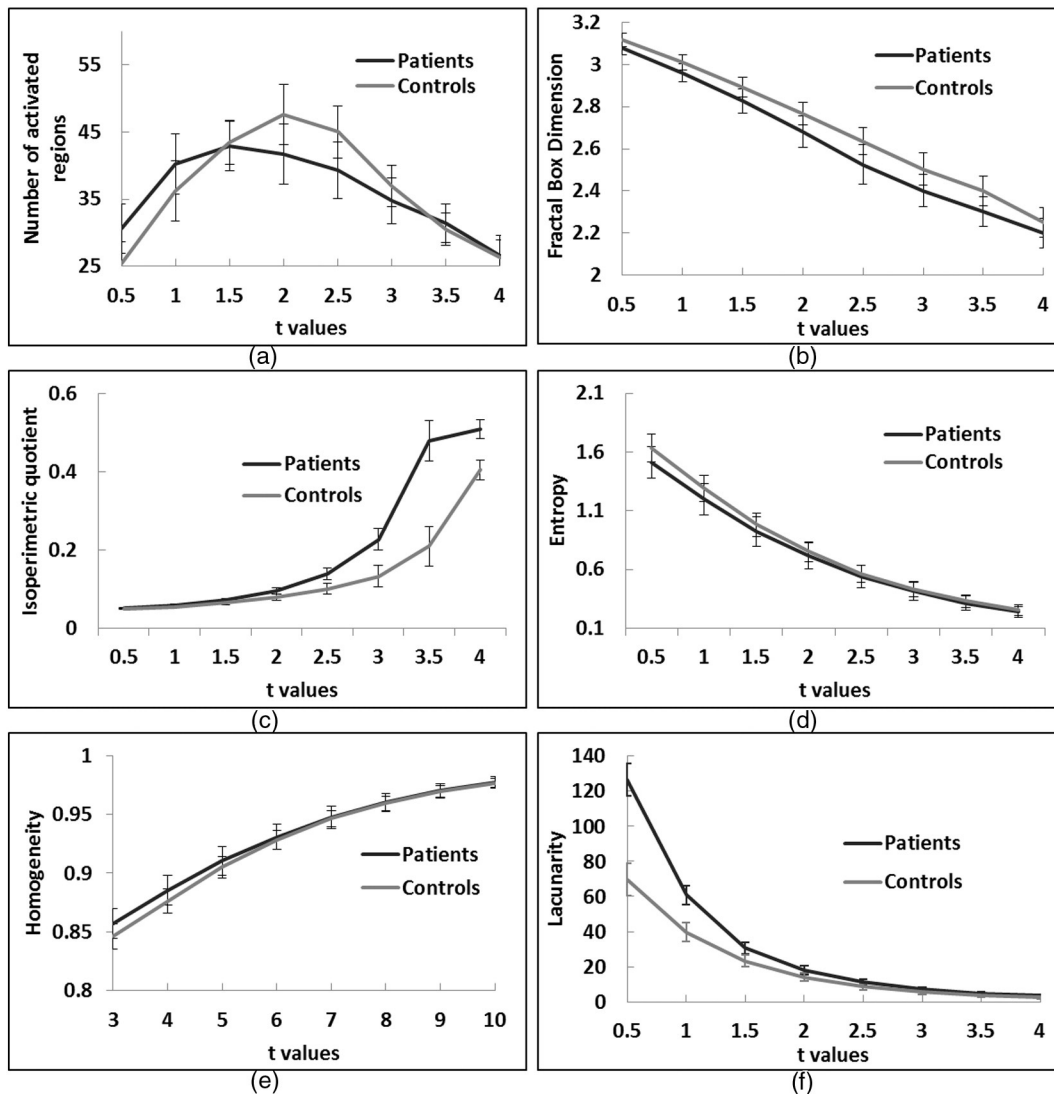 Number of activated
regions
55
45
35
25
Patients
Controls
0.5 1 1.5 2 2.5 3 3.5 4
t values
(a)
Fractal Box Dimension
3.2
3
2.8
2.6
2.4
2.2
2
Patients
Controls
0.5 1 1.5 2 2.5 3 3.5 4
t values
(b)
Isoperimetric quotient
0.6
0.4
0.2
0
Patients
Controls
0.5 1 1.5 2 2.5 3 3.5 4
t values
(c)
Entropy
2.1
1.6
1.1
0.6
0.1
Patients
Controls
0.5 1 1.5 2 2.5 3 3.5 4
t values
(d)
Homogeneity
1
0.95
0.9
0.85
0.8
Patients
Controls
3 4 5 6 7 8 9 10
t values
(e)
Lacunarity
140
120
100
80
60
40
20
0
Patients
Controls
0.5 1 1.5 2 2.5 3 3.5 4
t values
(f)